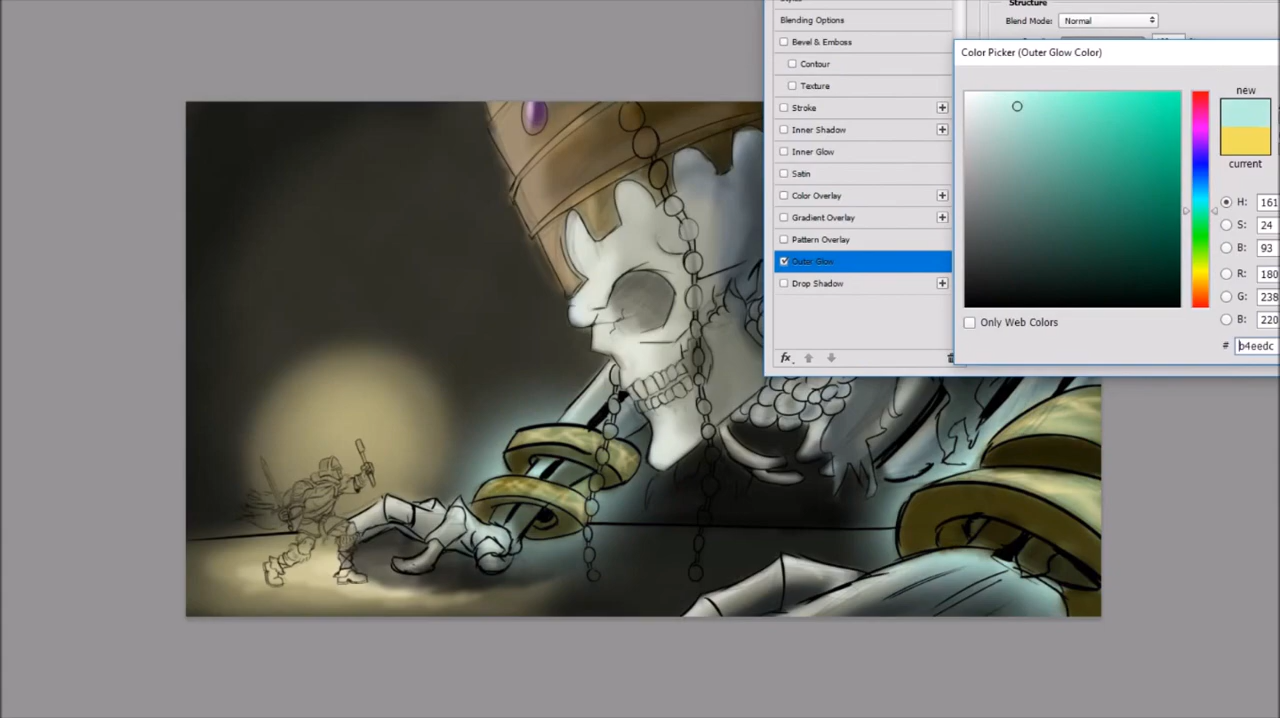 Structure
Blending Options
Blend Mode: Normal
Bevel & Emboss
Color Picker (Outer Glow Color)
Contour
Texture
new
Stroke
Inner Shadow
Inner Glow
current
Satin
Color Overlay
H: 161
Gradient Overlay
S: 24
Pattern Overlay
B: 93
Outer Glow
R: 180
Drop Shadow
G: 238
Only Web Colors
B: 220
# b4eedc
fx